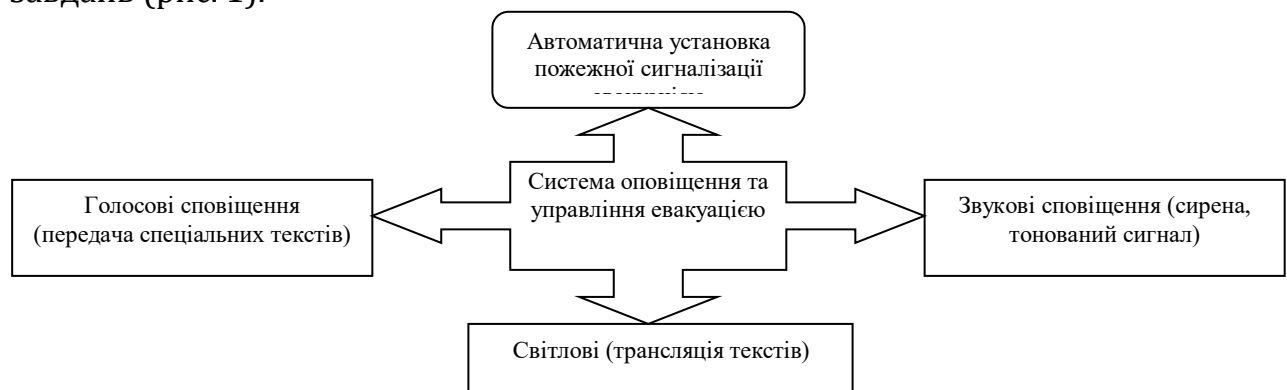 завдань (рис. 1).
Автоматична установка
пожежної сигналізації
Система оповіщення та
управління евакуацією
Голосові сповіщення
(передача спеціальних текстів)
Звукові сповіщення (сирена,
тонований сигнал)
Світлові (трансляція текстів)